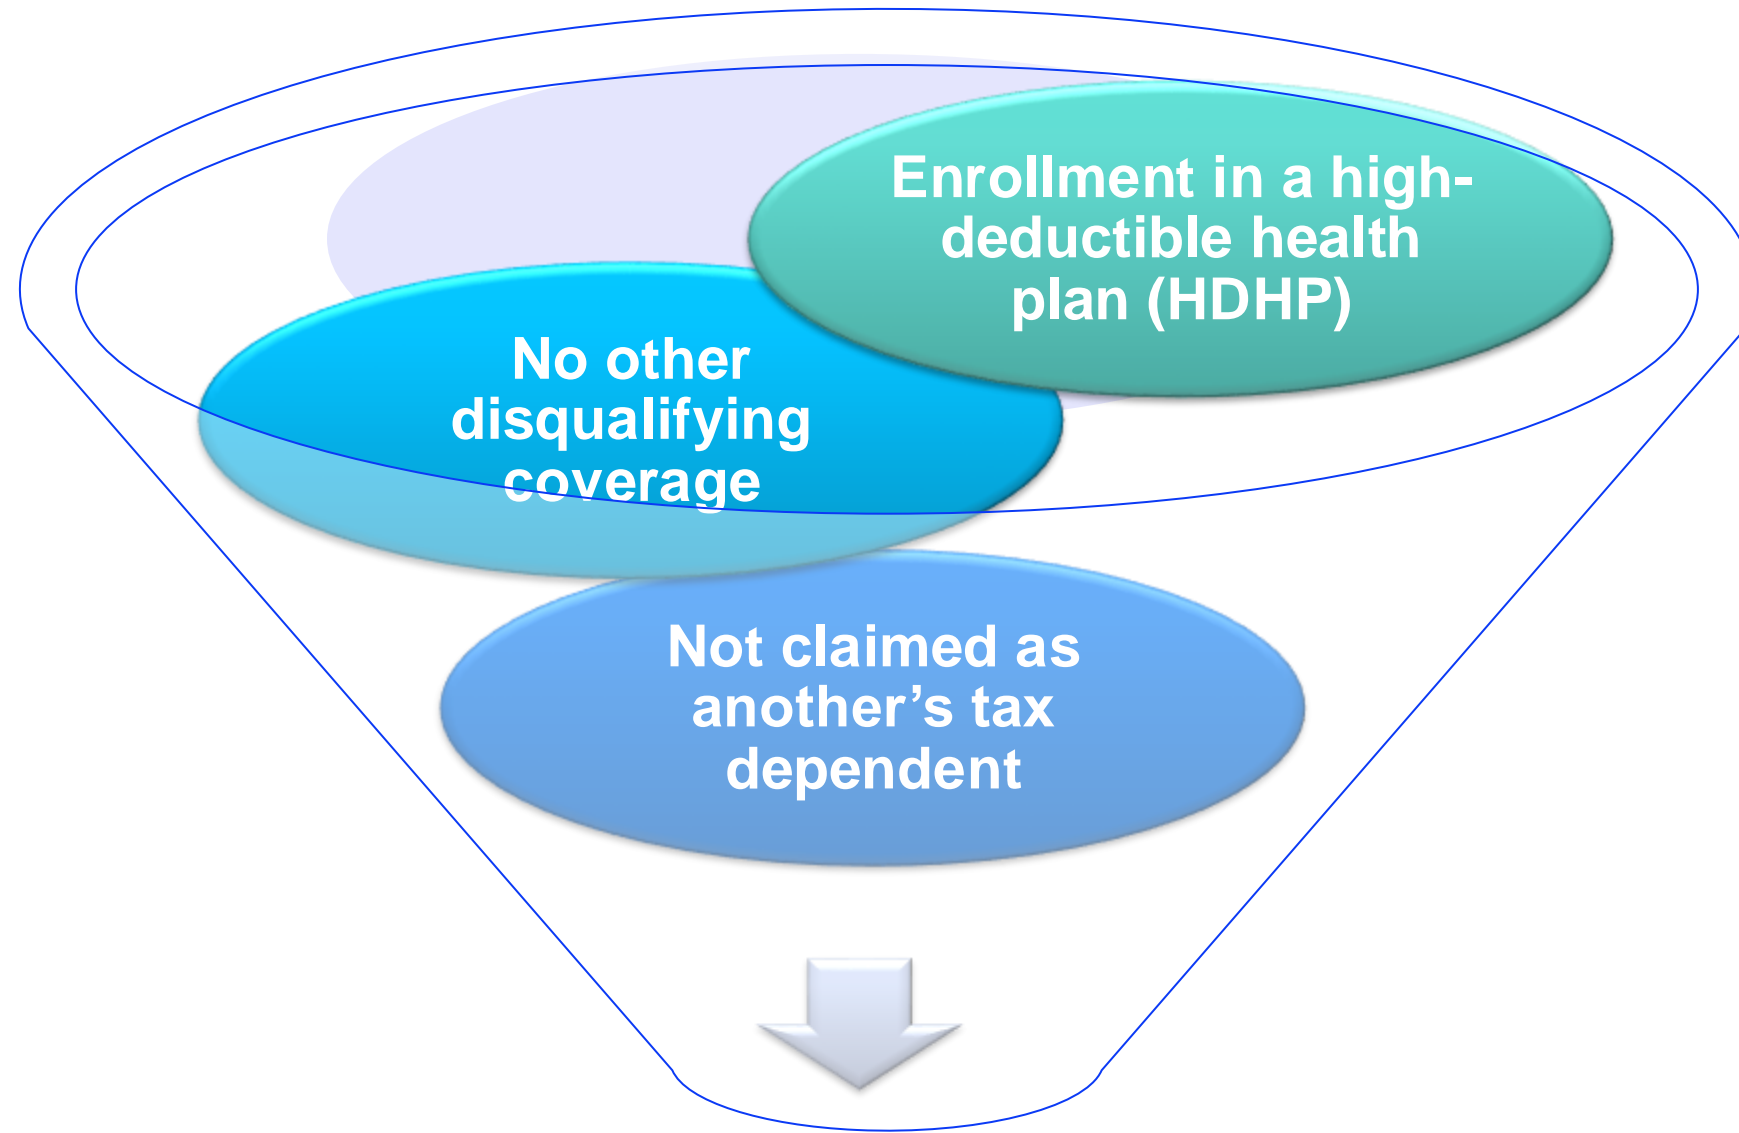 Enrollment in a high-
deductible health
plan (HDHP)
No other
disqualifying
coverage
Not claimed as
another’s tax
dependent